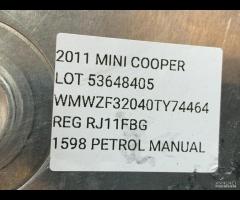 2011 MINI COOPER
LOT 53648405
WMWZF32040TY74464
REG RJ11FBG
1598 PETROL MANUAL